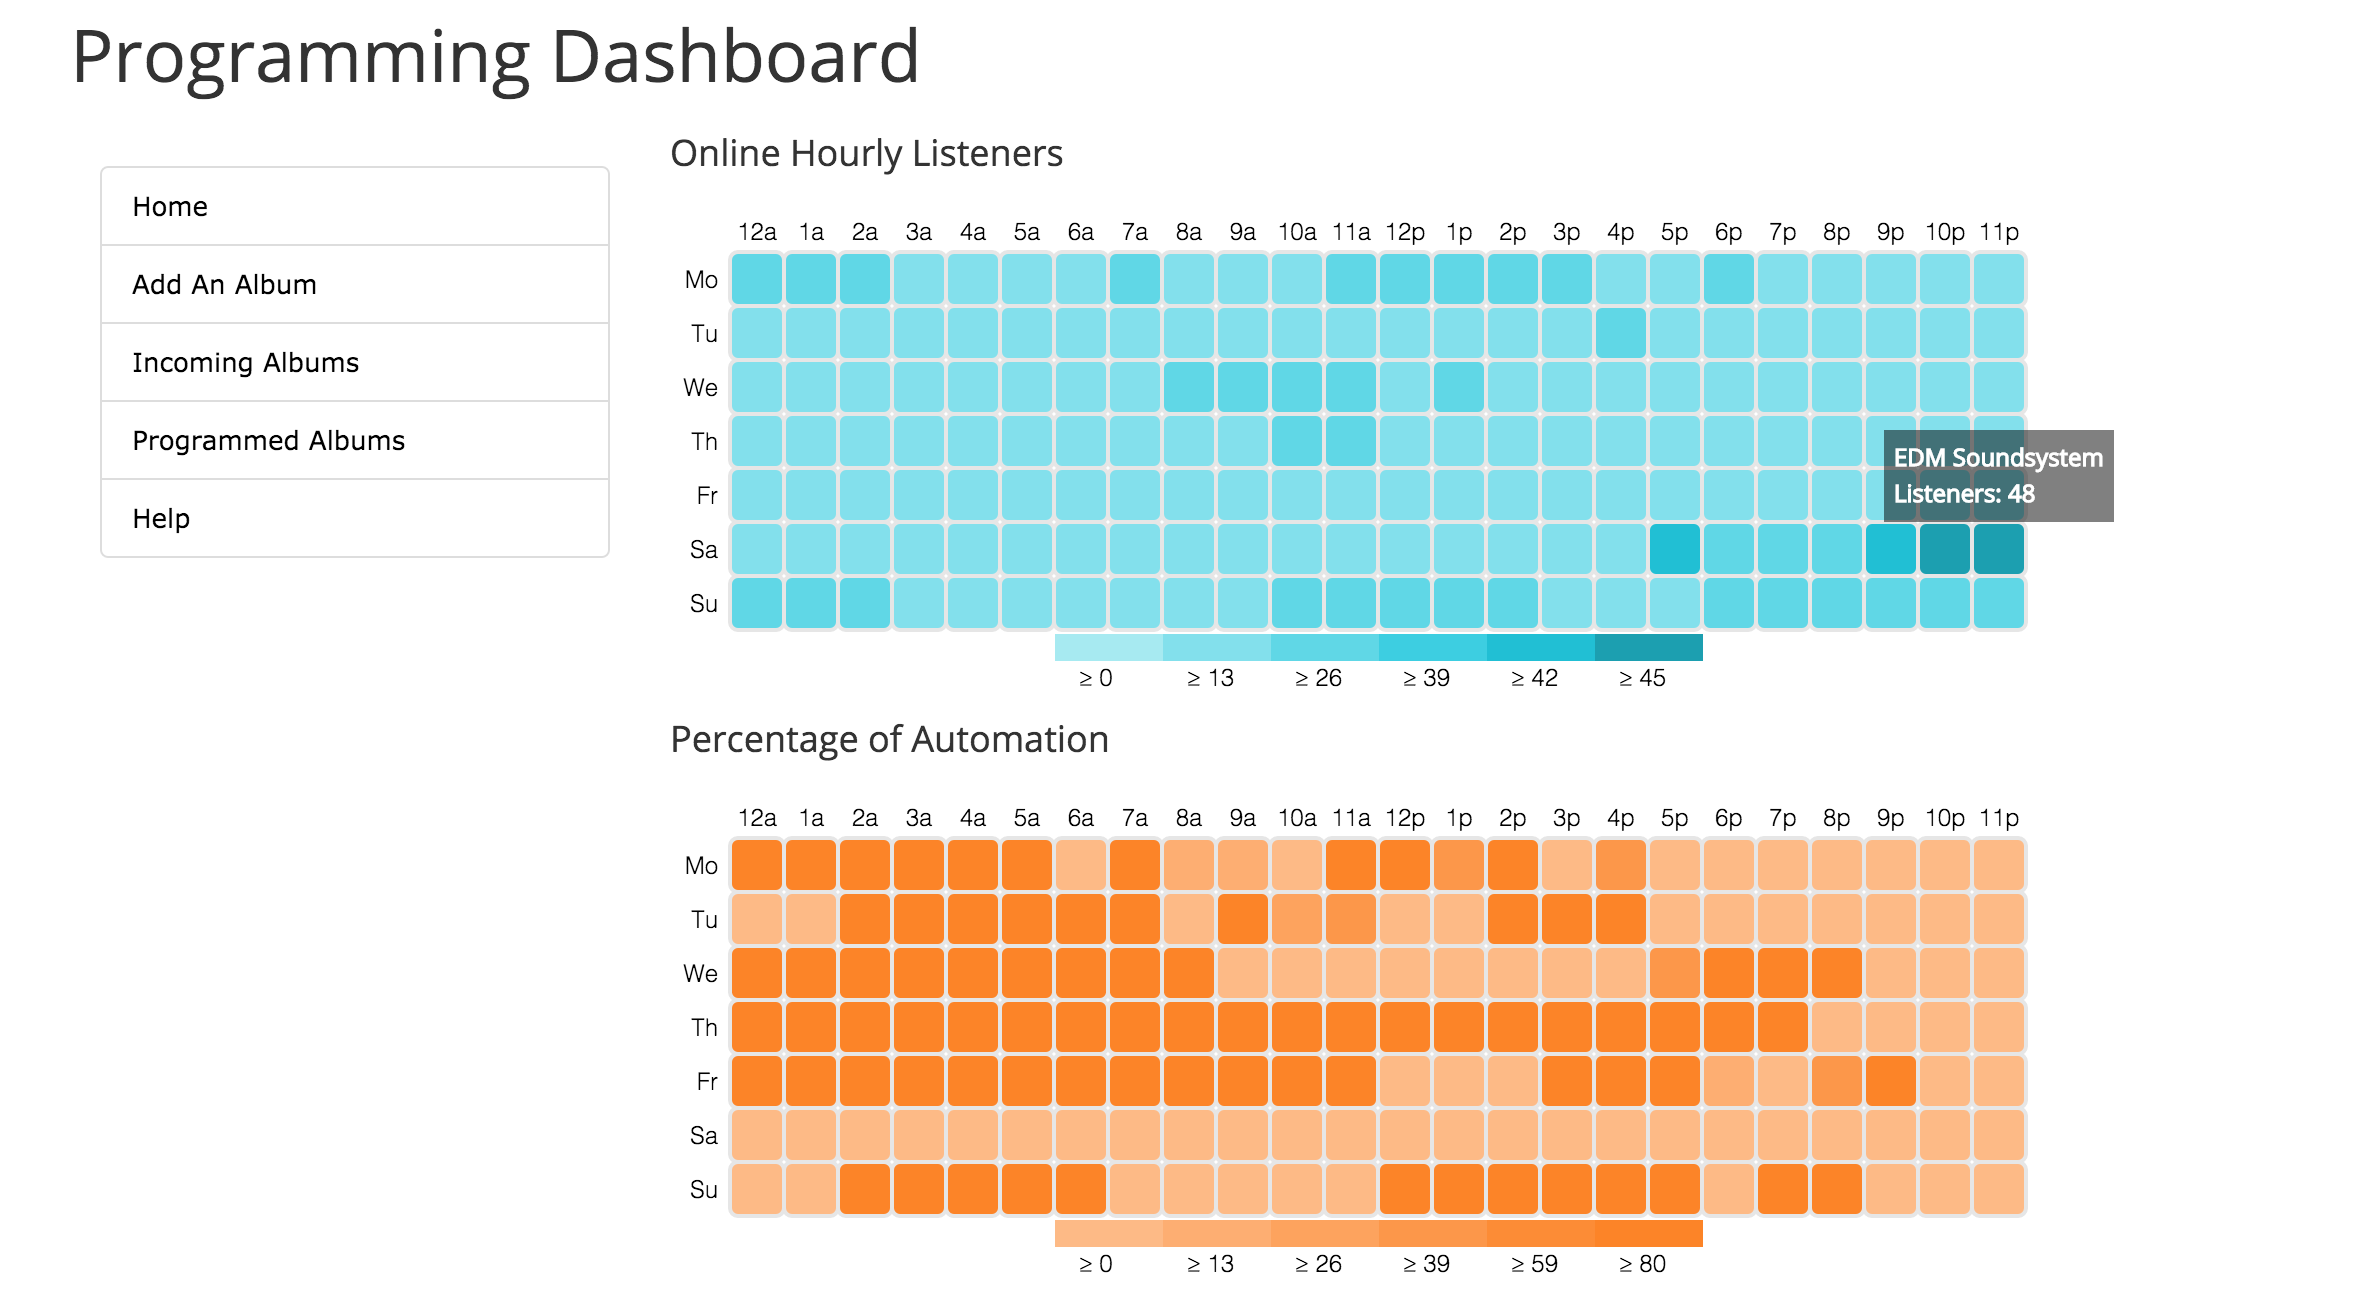 Programming Dashboard
Home
Add An Album
Incoming Albums
Programmed Albums
Help
Online Hourly Listeners
12a 1a 2a 3a 4a 5a 6a 7a 8a 9a 10a 11a 12p 1p 2p 3p 4p 5p 6p 7p 8p 9p 10p 11p
Mo
Tu
We
Th
EDM Soundsystem
Listeners: 48
Fr
Sa
Su
≥ 0 ≥ 13 ≥ 26 ≥ 39 ≥ 42 ≥ 45
Percentage of Automation
12a 1a 2a 3a 4a 5a 6a 7a 8a 9a 10a 11a 12p 1p 2p 3p 4p 5p 6p 7p 8p 9p 10p 11p
Mo
Tu
We
Th
Fr
Sa
Su
≥ 0 ≥ 13 ≥ 26 ≥ 39 ≥ 59 ≥ 80